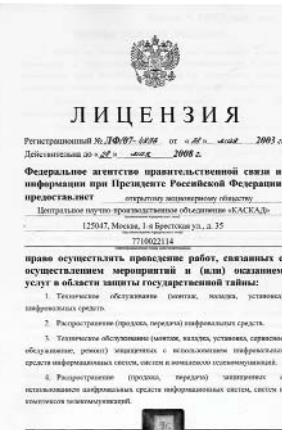 ЛИЦЕНЗИЯ
Регистрационный № ЛФ/07- от « » мая 2003 г.
Действительна до « » мая 2008 г.
Федеральное агентство правительственной связи и
информации при Президенте Российской Федерации
предоставляет открытому акционерному обществу
Центральное научно-производственное объединение «КАСКАД»
125047, Москва, 1-я Брестская ул., д. 35
7710022114
право осуществлять проведение работ, связанных с
осуществлением мероприятий и (или) оказанием
услуг в области защиты государственной тайны:
1. Техническое обслуживание (монтаж, наладка, установка)
шифровальных средств.
2. Распространение (продажа, передача) шифровальных средств.
3. Техническое обслуживание (монтаж, наладка, установка, сервисное
обслуживание, ремонт) защищенных с использованием шифровальных
средств информационных систем, систем и комплексов телекоммуникаций.
4. Распространение (продажа, передача) защищенных с
использованием шифровальных средств информационных систем, систем и
комплексов телекоммуникаций.